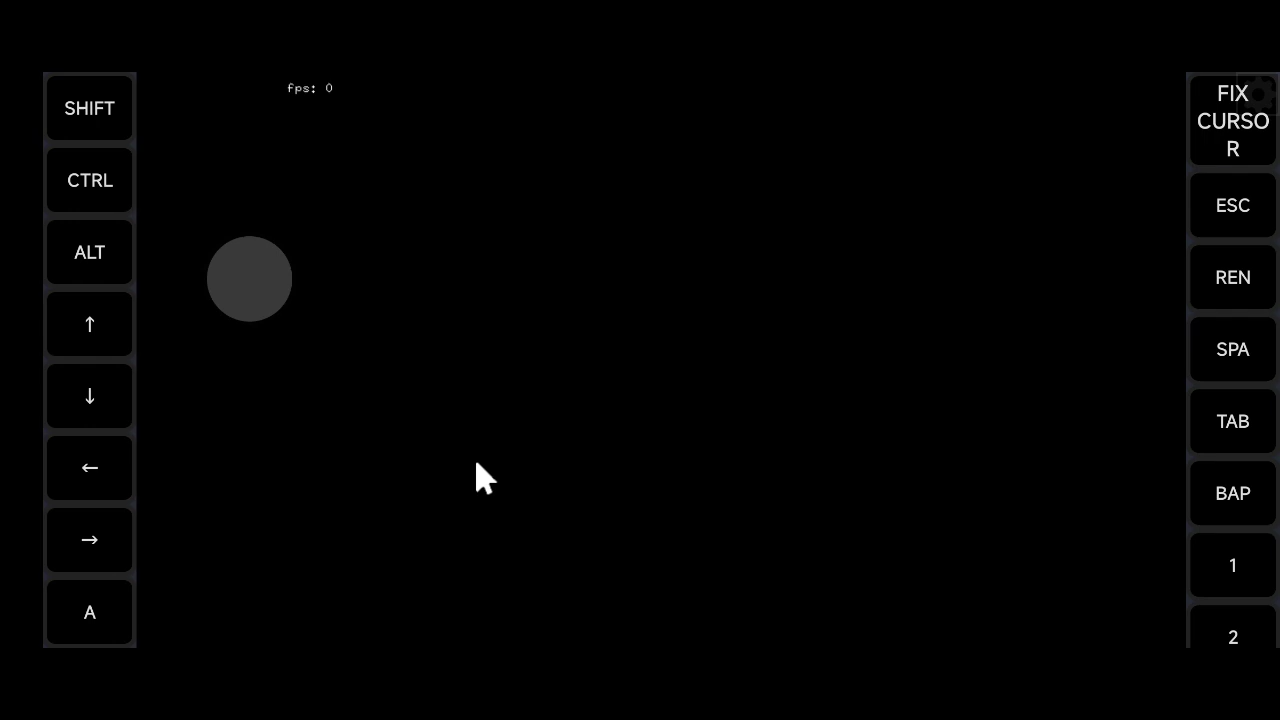 fps: 0
SHIFT
CTRL
ALT
↑
↓
←
→
A
FIX
CURSO
R
ESC
REN
SPA
TAB
BAP
1
2